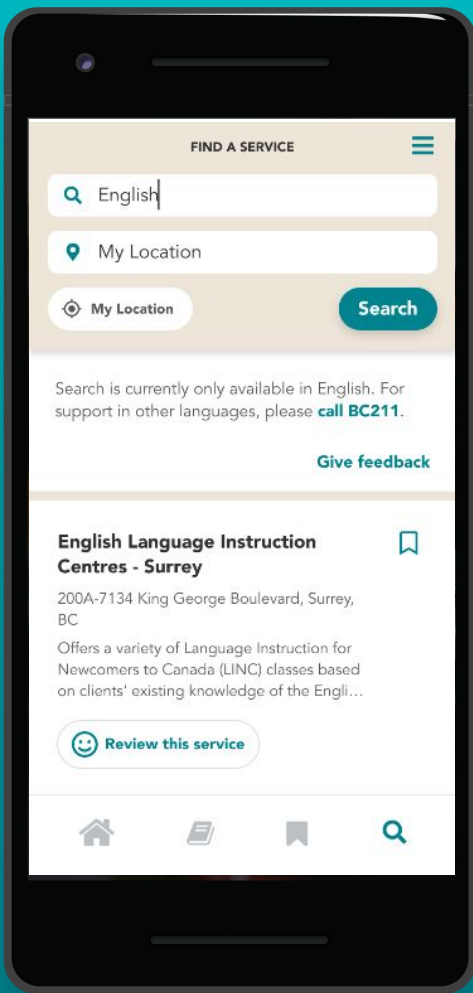 FIND A SERVICE
English
My Location
My Location
Search
Search is currently only available in English. For
support in other languages, please call BC211.
Give feedback
English Language Instruction
Centres - Surrey
200A-7134 King George Boulevard, Surrey,
BC
Offers a variety of Language Instruction for
Newcomers to Canada (LINC) classes based
on clients' existing knowledge of the Engli...
Review this service